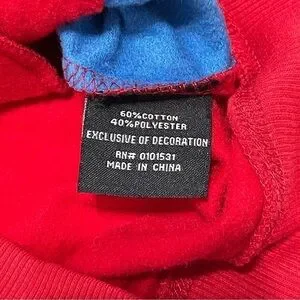 60%COTTON
40%POLYESTER
EXCLUSIVE OF DECORATION
RN# 0101531
MADE IN CHINA